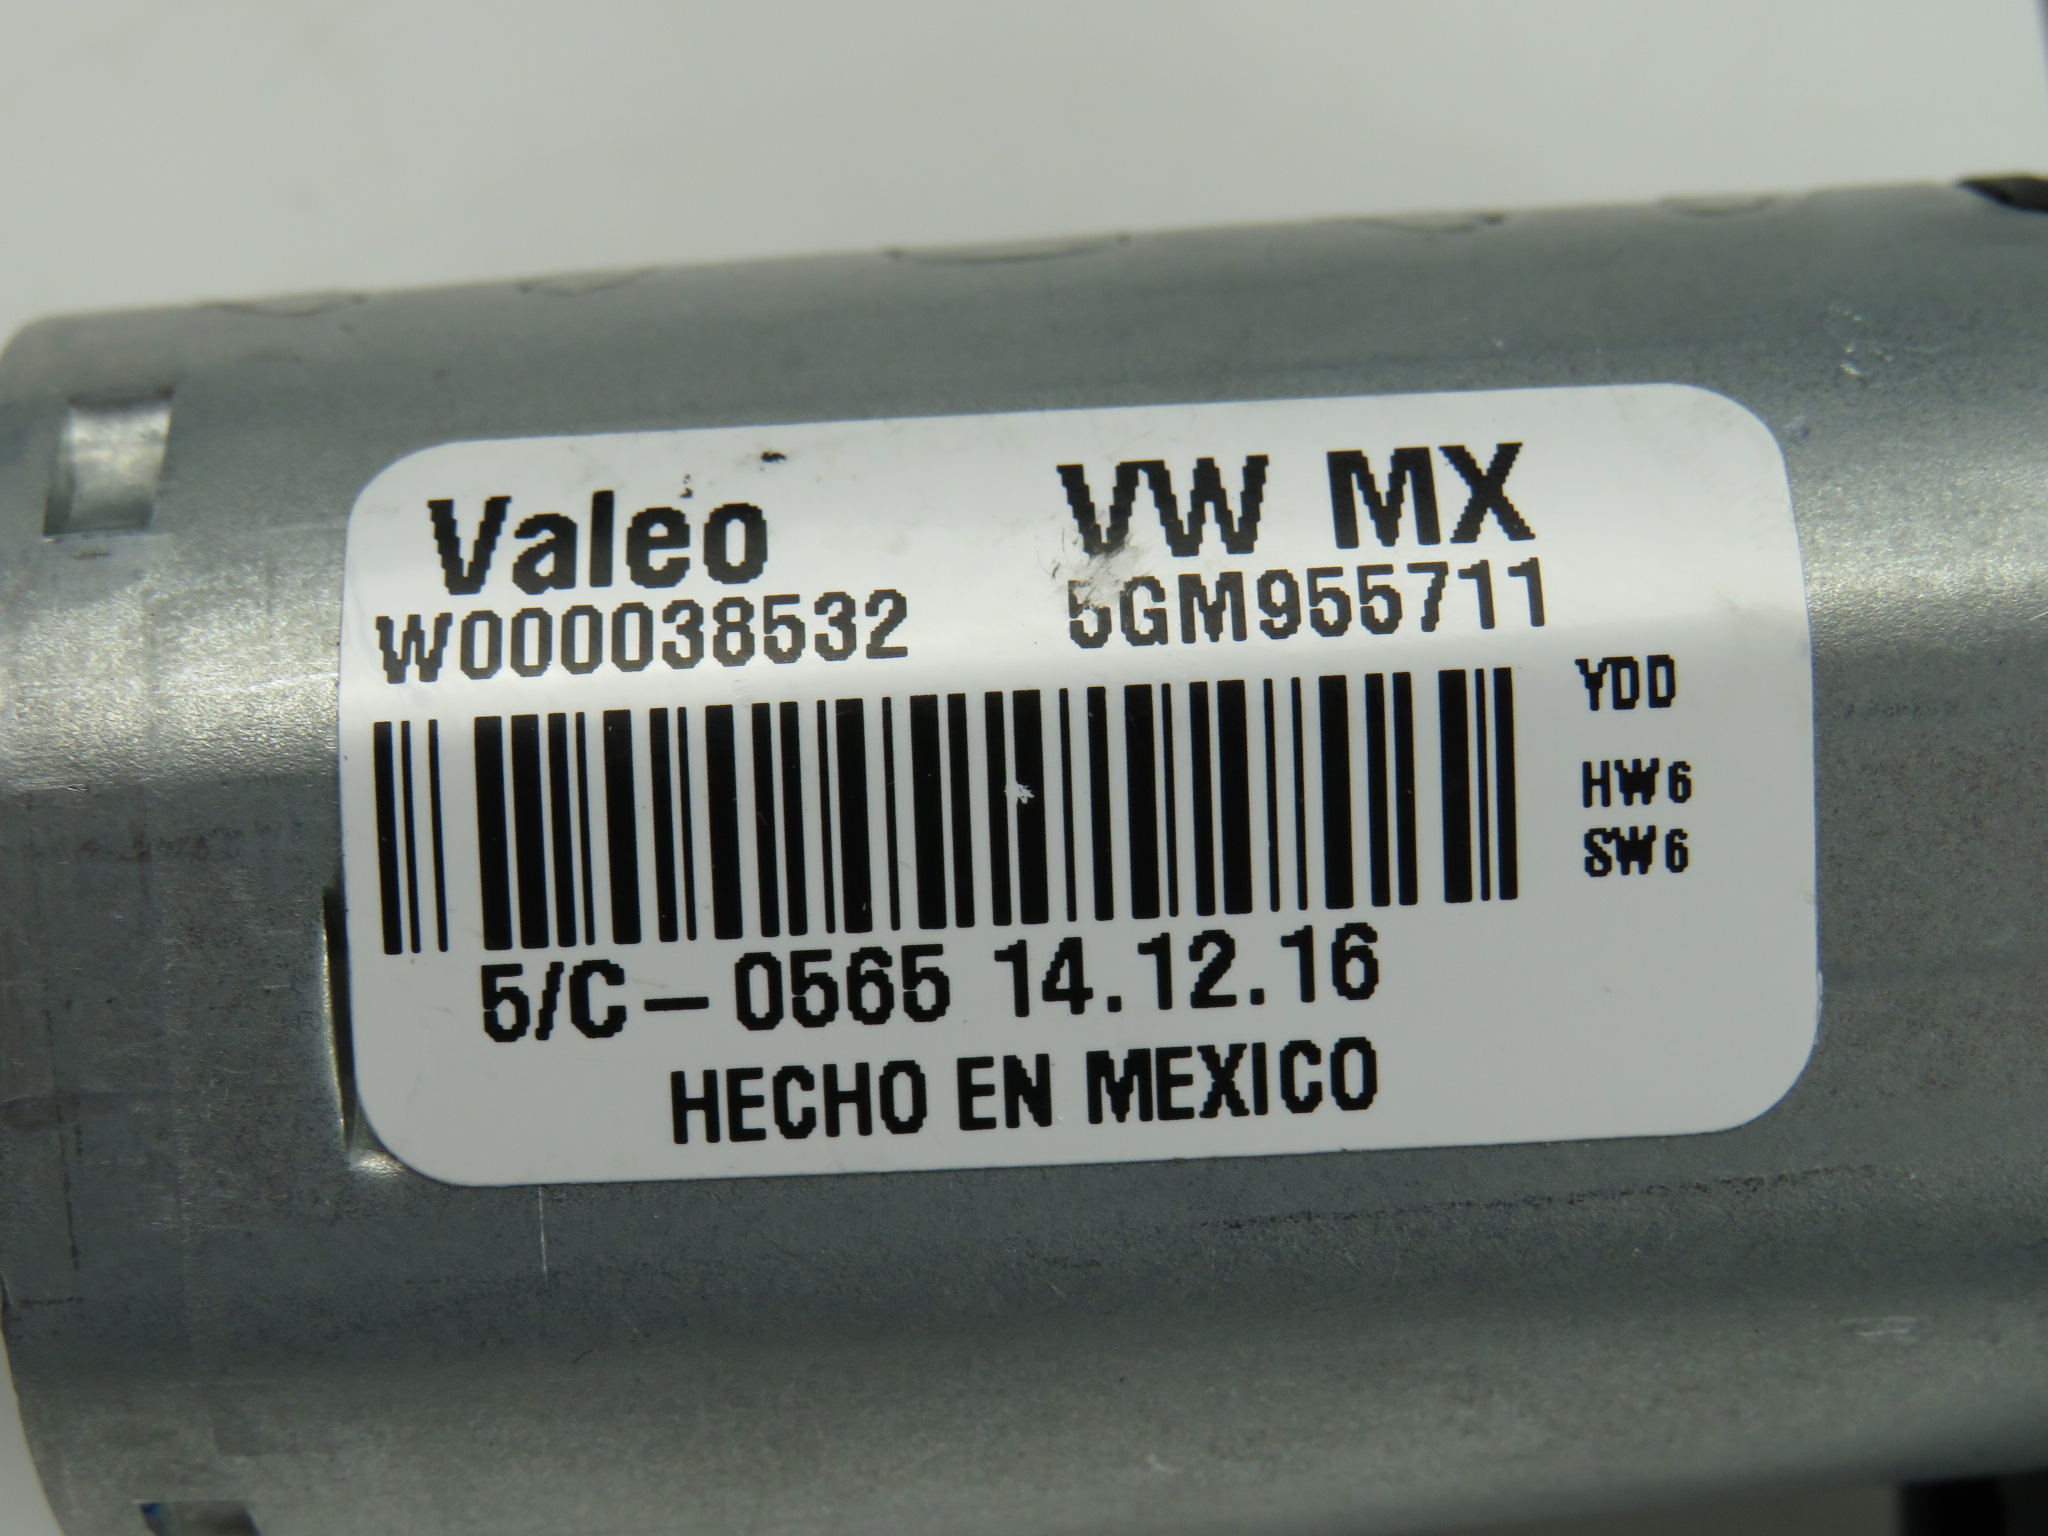 Valeo VW MX
W000038532 5GM955711
YDD
HW6
SW6
5/C-0565 14.12.16
HECHO EN MEXICO